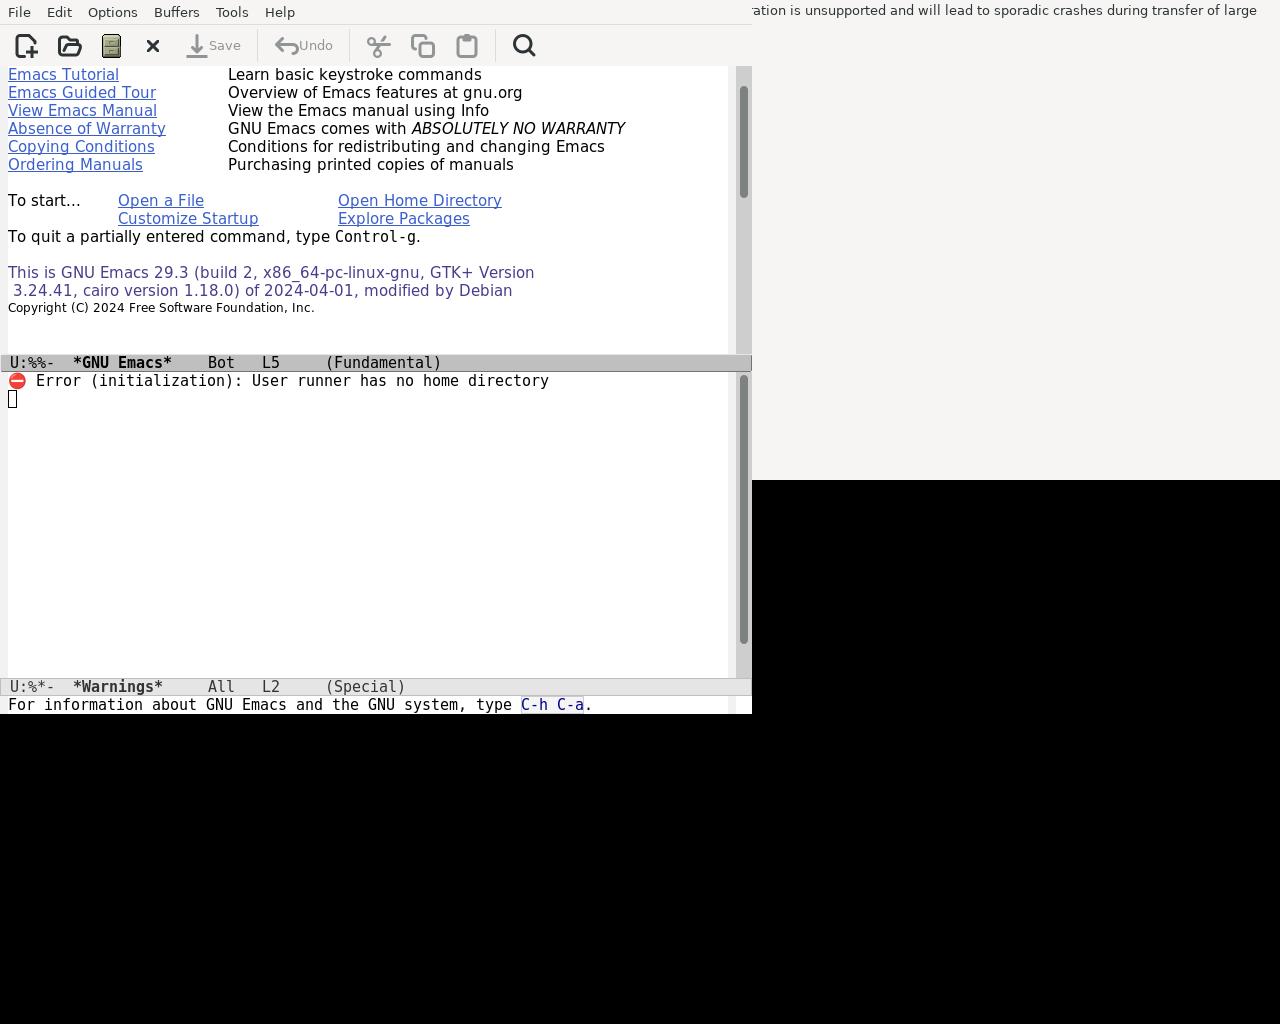 File Edit Options Buffers Tools Help
ation is unsupported and will lead to sporadic crashes during transfer of large
Save Undo
Emacs Tutorial Learn basic keystroke commands
Emacs Guided Tour Overview of Emacs features at gnu.org
View Emacs Manual View the Emacs manual using Info
Absence of Warranty GNU Emacs comes with ABSOLUTELY NO WARRANTY
Copying Conditions Conditions for redistributing and changing Emacs
Ordering Manuals Purchasing printed copies of manuals
To start... Open a File Open Home Directory
Customize Startup Explore Packages
To quit a partially entered command, type Control-g.
This is GNU Emacs 29.3 (build 2, x86_64-pc-linux-gnu, GTK+ Version
3.24.41, cairo version 1.18.0) of 2024-04-01, modified by Debian
Copyright (C) 2024 Free Software Foundation, Inc.
U:%%- *GNU Emacs* Bot L5 (Fundamental)
Error (initialization): User runner has no home directory
U:%*- *Warnings* All L2 (Special)
For information about GNU Emacs and the GNU system, type C-h C-a.